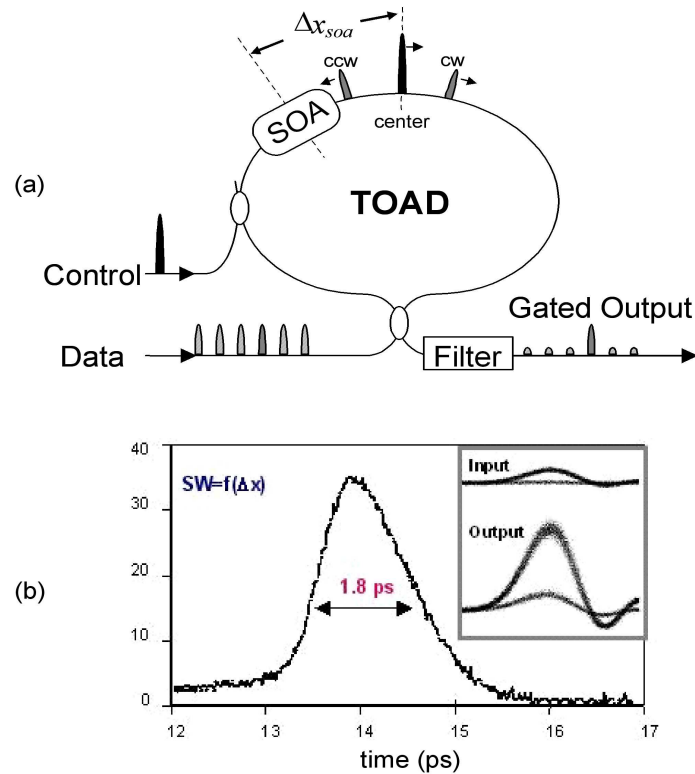 Δx_soa
ccw
cw
SOA
center
(a)
TOAD
Control
Gated Output
Data
Filter
40
SW=f(Δx)
Input
30
Output
20
(b)
1.8 ps
10
0
12 13 14 15 16 17
time (ps)